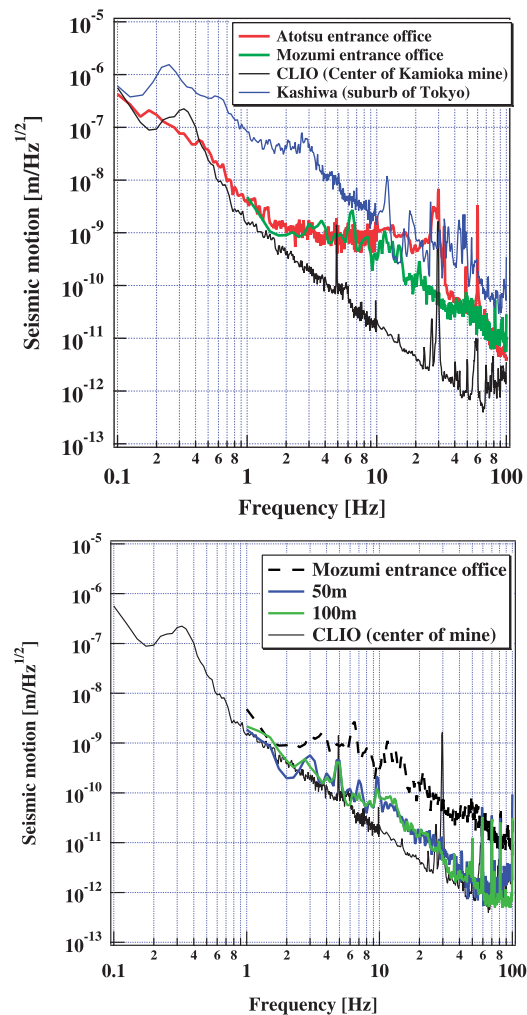 10-5
Atotsu entrance office
Mozumi entrance office
CLIO (Center of Kamioka mine)
Kashiwa (suburb of Tokyo)
10-6
10-7
10-8
10-9
10-10
10-11
10-12
10-13
Seismic motion [m/Hz1/2]
2 4 6 8 2 4 6 8 2 4 6 8
0.1 1 10 100
Frequency [Hz]
10-5
Mozumi entrance office
50m
100m
CLIO (center of mine)
10-6
10-7
10-8
10-9
10-10
10-11
10-12
10-13
Seismic motion [m/Hz1/2]
2 4 6 8 2 4 6 8 2 4 6 8
0.1 1 10 100
Frequency [Hz]